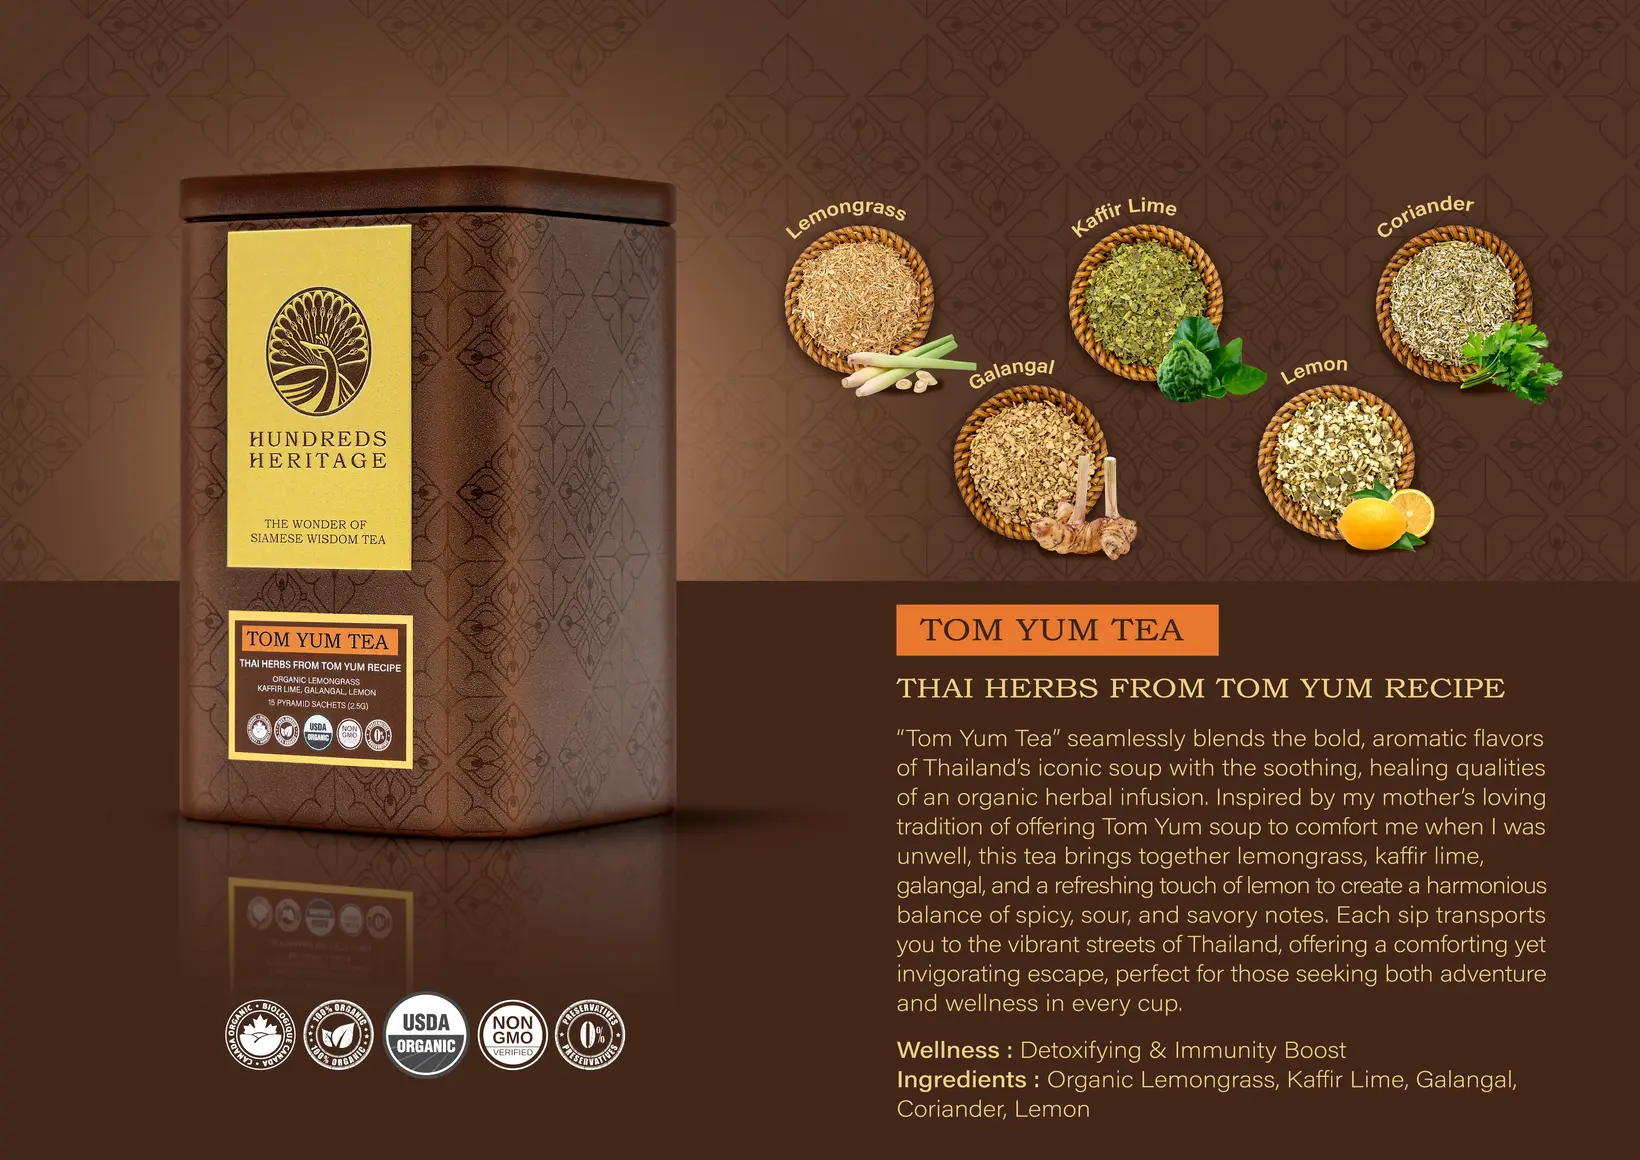 HUNDREDS
HERITAGE
THE WONDER OF
SIAMESE WISDOM TEA
TOM YUM TEA
THAI HERBS FROM TOM YUM RECIPE
ORGANIC LEMONGRASS
KAFFIR LIME, GALANGAL, LEMON
15 PYRAMID SACHETS (2.5G)
USDA
ORGANIC
NON
GMO
0%
CANADA ORGANIC • BIOLOGIQUE CANADA
100% ORGANIC
100% ORGANIC
USDA
ORGANIC
NON
GMO
VERIFIED
PRESERVATIVES
0%
PRESERVATIVES
Lemongrass
Kaffir Lime
Coriander
Galangal
Lemon
TOM YUM TEA
THAI HERBS FROM TOM YUM RECIPE
“Tom Yum Tea” seamlessly blends the bold, aromatic flavors
of Thailand’s iconic soup with the soothing, healing qualities
of an organic herbal infusion. Inspired by my mother’s loving
tradition of offering Tom Yum soup to comfort me when I was
unwell, this tea brings together lemongrass, kaffir lime,
galangal, and a refreshing touch of lemon to create a harmonious
balance of spicy, sour, and savory notes. Each sip transports
you to the vibrant streets of Thailand, offering a comforting yet
invigorating escape, perfect for those seeking both adventure
and wellness in every cup.
Wellness : Detoxifying & Immunity Boost
Ingredients : Organic Lemongrass, Kaffir Lime, Galangal,
Coriander, Lemon